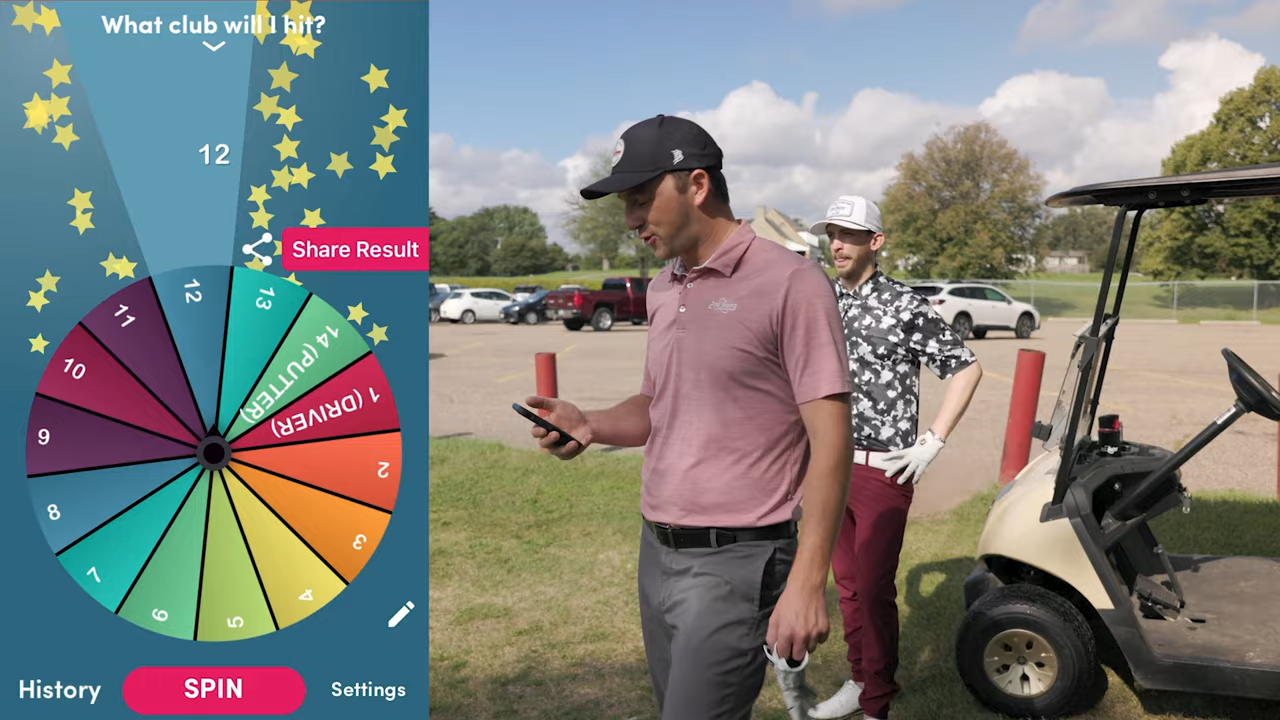 What club will I hit?
12
Share Result
11
12
13
14 (PUTTER)
10
1 (DRIVER)
9
2
8
3
7
4
6
5
History
SPIN
Settings